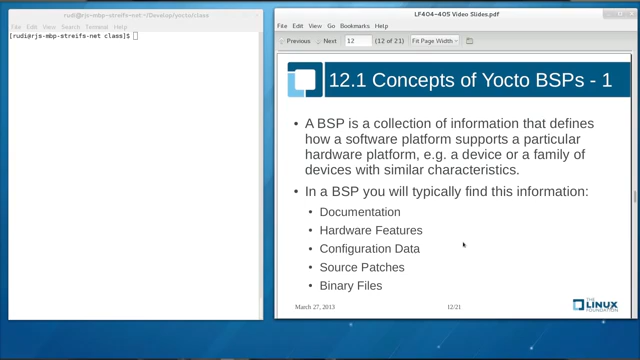 rudi@rjs-mbp-streifs-net:~/Develop/yocto/class
File Edit View Search Terminal Help
[rudi@rjs-mbp-streifs-net class]$
LF404-405 Video Slides.pdf
File Edit View Go Bookmarks Help
Previous Next 12 (12 of 21) Fit Page Width
12.1 Concepts of Yocto BSPs - 1
• A BSP is a collection of information that defines
how a software platform supports a particular
hardware platform, e.g. a device or a family of
devices with similar characteristics.
• In a BSP you will typically find this information:
• Documentation
• Hardware Features
• Configuration Data
• Source Patches
• Binary Files
March 27, 2013
12/21
THE
LINUX
FOUNDATION